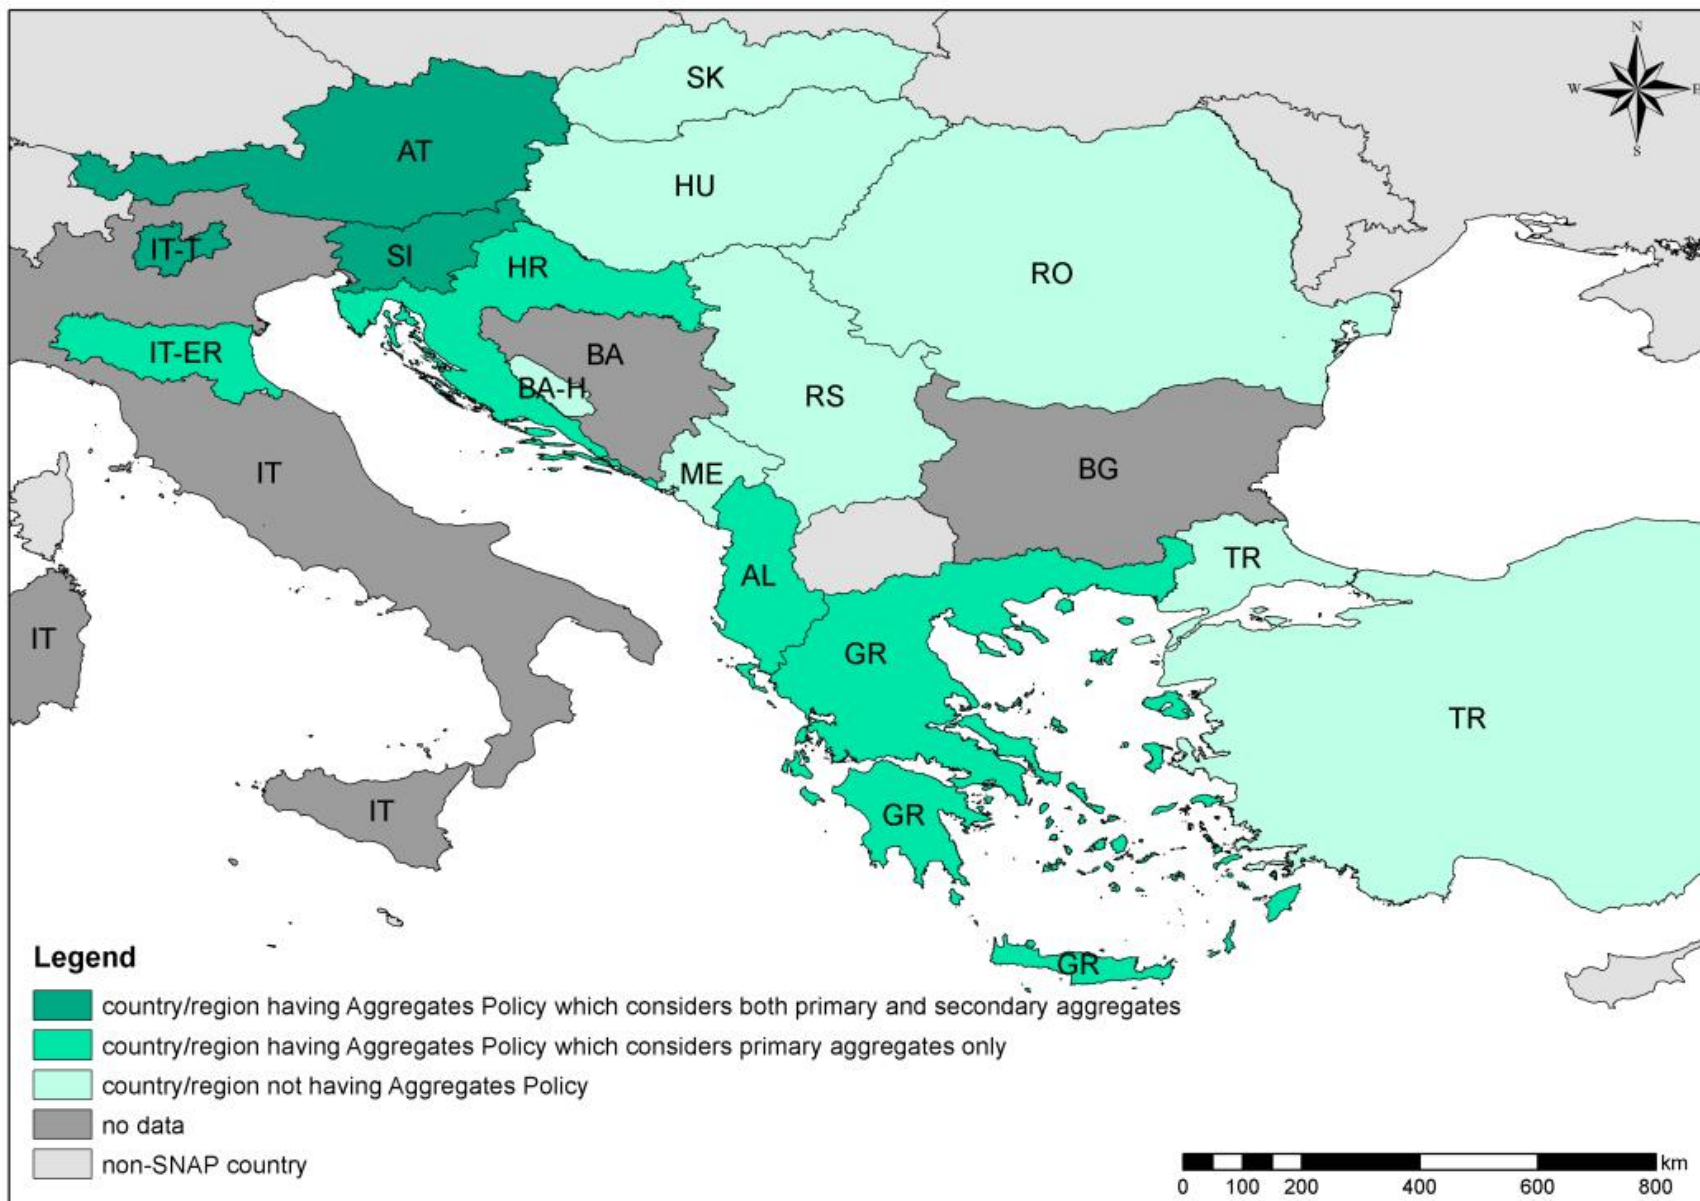 N
W E
S
SK
AT
HU
IT-T
SI
HR
RO
IT-ER
BA
BA-H
RS
IT
ME
BG
TR
AL
IT
GR
TR
IT
GR
GR
Legend
country/region having Aggregates Policy which considers both primary and secondary aggregates
country/region having Aggregates Policy which considers primary aggregates only
country/region not having Aggregates Policy
no data
non-SNAP country
km
0 100 200 400 600 800